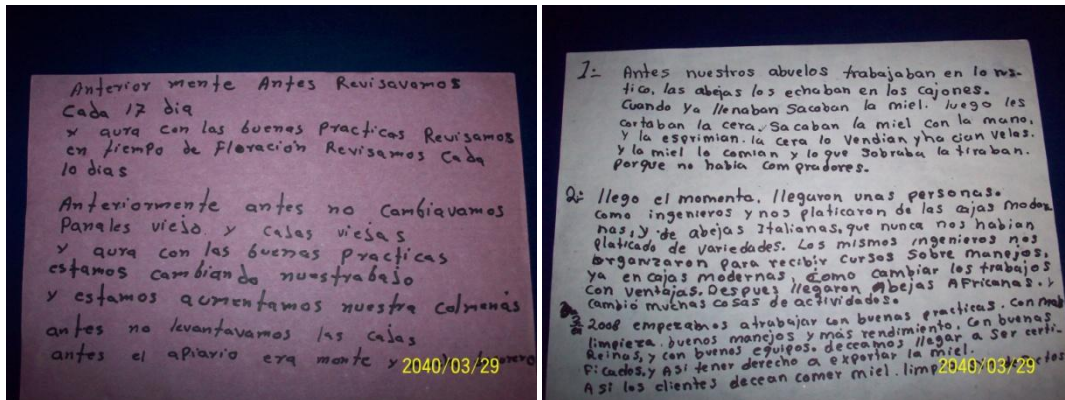 Anterior mente Antes Revisavamos
Cada 17 dia
y aura con las buenas practicas Revisamos
en tiempo de Floración Revisamos Cada
10 dias
Anteriormente antes no Cambiavamos
Panales viejo y cajas viejas
y aura con las buenas Practicas
estamos cambiando nuestrabajo
y estamos aumentamos nuestra colmenas
antes no levantavamos las cajas
antes el apiario era monte y
2040/03/29
1:- Antes nuestros abuelos trabajaban en lo rus-
tico, las abejas los echaban en los cajones.
Cuando ya llenaban Sacaban la miel. luego les
cortaban la cera, Sacaban la miel con la mano,
y la esprimian. la cera lo Vendian y ha cian velas.
y la miel lo comian y lo que Sobraba la tiraban.
Porque no habia com pradores.
2:- llego el momento, llegaron unas personas.
como ingenieros y nos platicaron de las cajas moder
nas, y de abejas Italianas, que nunca nos habian
platicado de variedades. Los mismos ingenieros nos
organzaron para recibir cursos Sobre manejos,
ya en cajas modernas, como cambiar los trabajos
con ventajas. Despues llegaron Abejas AFricanas. y
cambió muchas cosas de actividades.
2008 empezamos a trabajar con buenas practicas. con mas
limpieza. buenos manejos y más rendimiento. con buenas
Reinas, y con buenos equipos. deceamos llegar a Ser certi-
Ficados, y Asi tener derecho a exportar la miel.
Asi los clientes decean comer miel. limp
2040/03/29